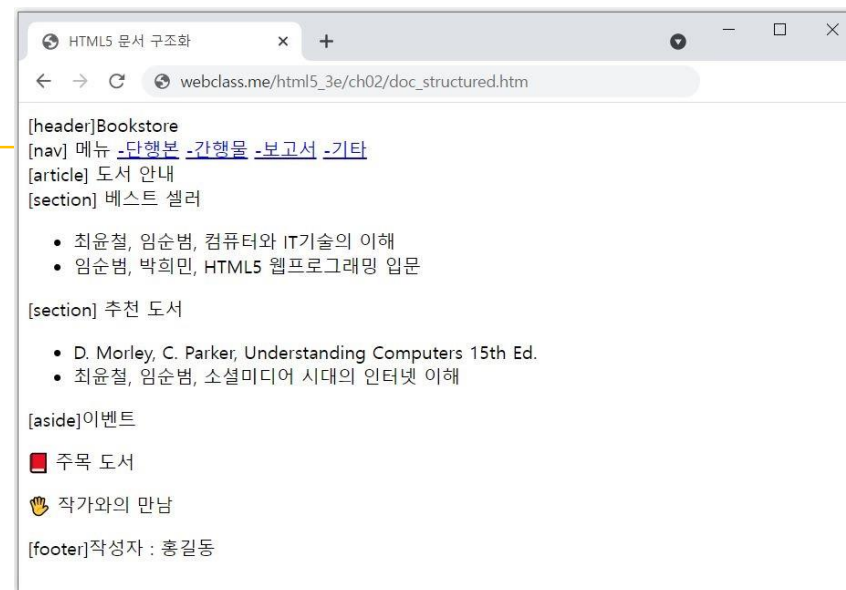 HTML5 문서 구조화
webclass.me/html5_3e/ch02/doc_structured.htm
[header]Bookstore
[nav] 메뉴 -단행본 -간행물 -보고서 -기타
[article] 도서 안내
[section] 베스트 셀러
• 최윤철, 임순범, 컴퓨터와 IT기술의 이해
• 임순범, 박희민, HTML5 웹프로그래밍 입문
[section] 추천 도서
• D. Morley, C. Parker, Understanding Computers 15th Ed.
• 최윤철, 임순범, 소셜미디어 시대의 인터넷 이해
[aside]이벤트
주목 도서
작가와의 만남
[footer]작성자 : 홍길동